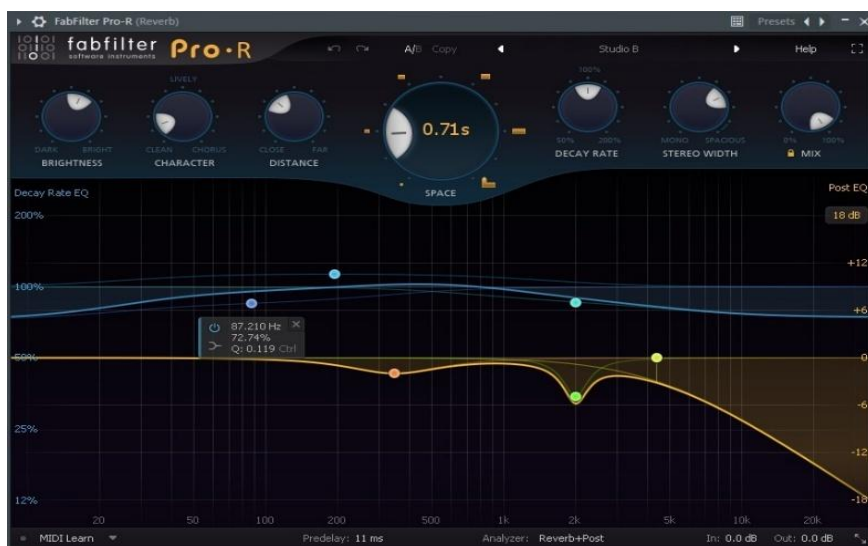 FabFilter Pro-R (Reverb) Presets
fabfilter Pro·R A/B Copy Studio B Help
software instruments
LIVELY 100%
0.71s
DARK BRIGHT CLEAN CHORUS CLOSE FAR 50% 200% MONO SPACIOUS 0% 100%
BRIGHTNESS CHARACTER DISTANCE DECAY RATE STEREO WIDTH MIX
SPACE
Decay Rate EQ Post EQ
200% 18 dB
+12
100%
+6
87.210 Hz
72.74%
Q: 0.119 Ctrl
50% 0
-6
25%
-12
12% -18
20 50 100 200 500 1k 2k 5k 10k 20k
MIDI Learn Predelay: 11 ms Analyzer: Reverb+Post In: 0.0 dB Out: 0.0 dB